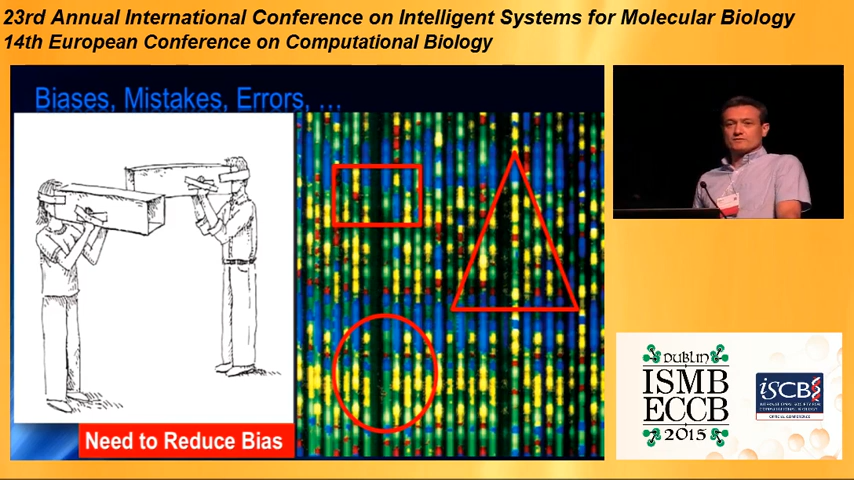 23rd Annual International Conference on Intelligent Systems for Molecular Biology
14th European Conference on Computational Biology
Biases, Mistakes, Errors, ...
Need to Reduce Bias
DUBLIN
ISMB
ECCB
2015
iSCB